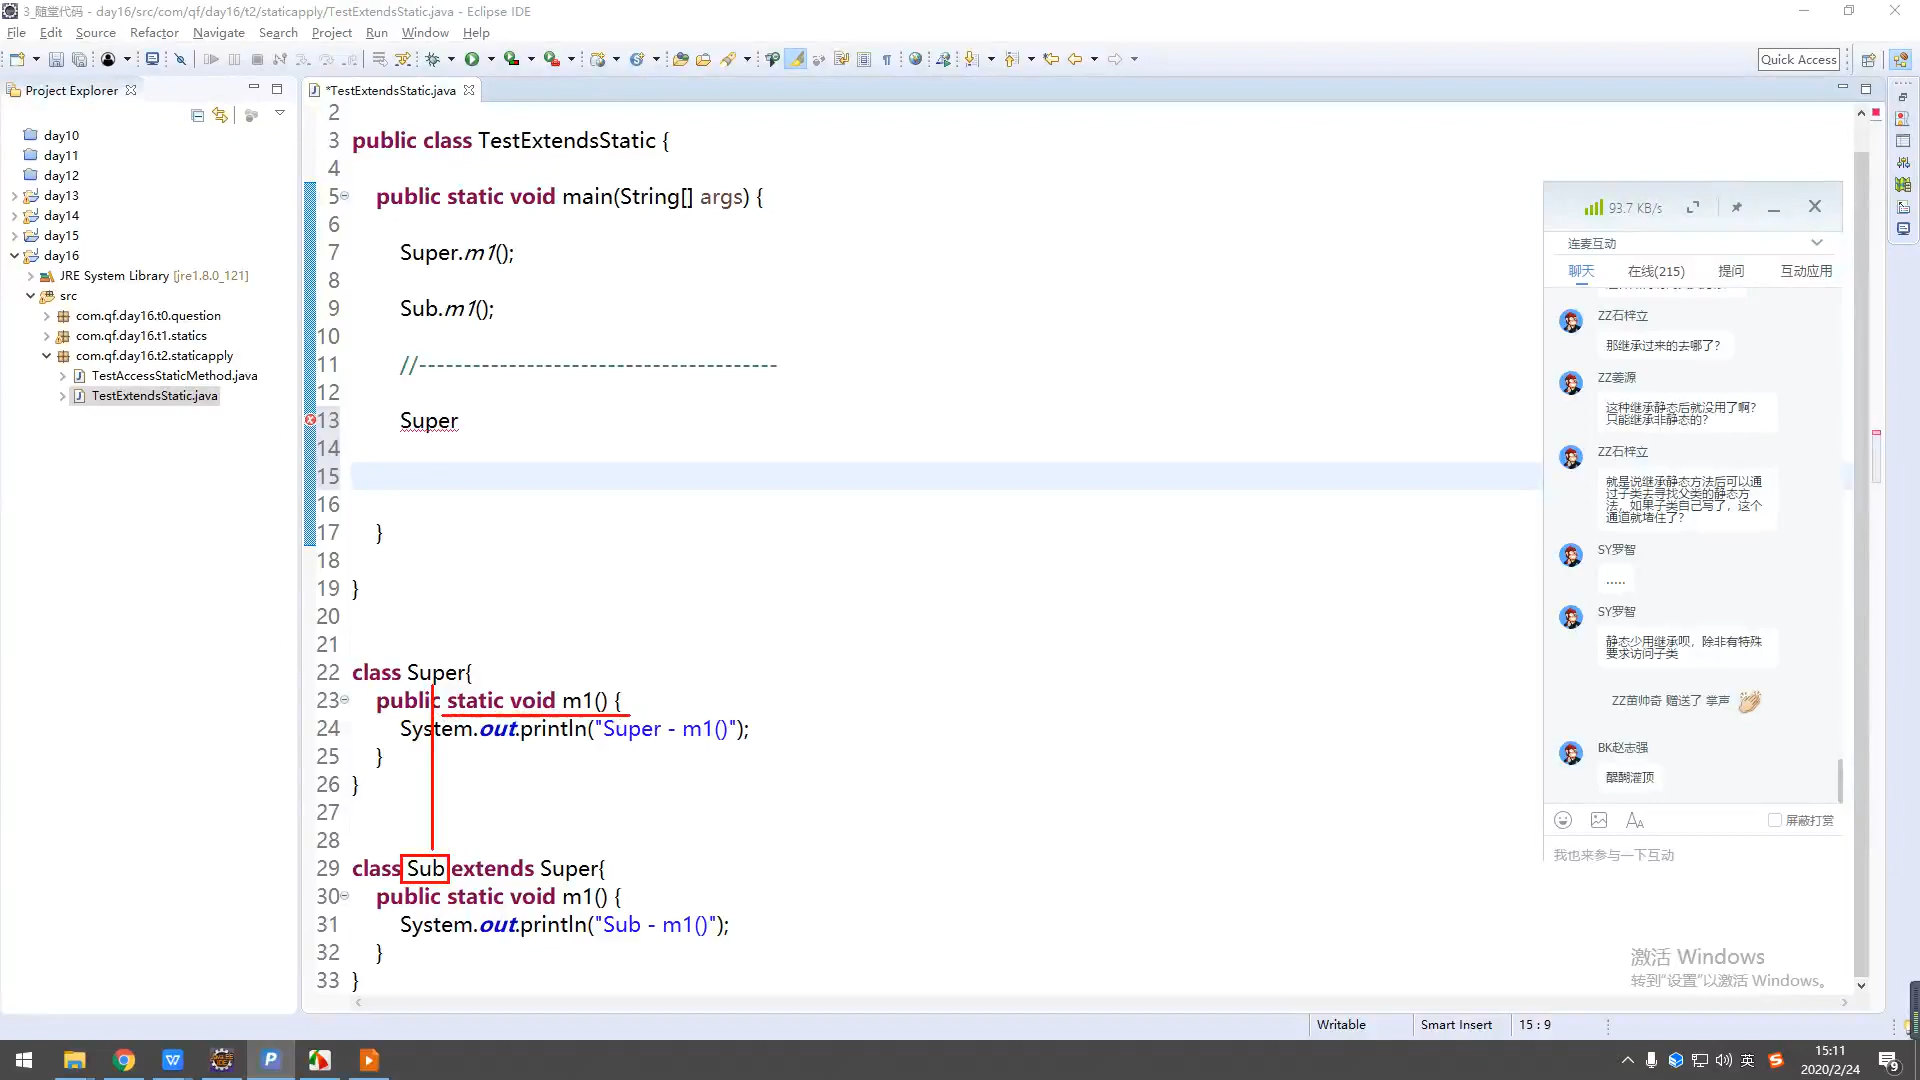 3_随堂代码 - day16/src/com/qf/day16/t2/staticapply/TestExtendsStatic.java - Eclipse IDE
File Edit Source Refactor Navigate Search Project Run Window Help
Quick Access
Project Explorer
*TestExtendsStatic.java
day10
day11
day12
day13
day14
day15
day16
JRE System Library [jre1.8.0_121]
src
com.qf.day16.t0.question
com.qf.day16.t1.statics
com.qf.day16.t2.staticapply
TestAccessStaticMethod.java
TestExtendsStatic.java
2
3 public class TestExtendsStatic {
4
5 public static void main(String[] args) {
6
7 Super.m1();
8
9 Sub.m1();
10
11 //----------------------------------------
12
13 Super
14
15
16
17 }
18
19 }
20
21
22 class Super{
23 public static void m1() {
24 System.out.println("Super - m1()");
25 }
26 }
27
28
29 class Sub extends Super{
30 public static void m1() {
31 System.out.println("Sub - m1()");
32 }
33 }
93.7 KB/s
连麦互动
聊天 在线(215) 提问 互动应用
ZZ石梓立
那继承过来的去哪了?
ZZ姜源
这种继承静态后就没用了啊?
只能继承非静态的?
ZZ石梓立
就是说继承静态方法后可以通
过子类去寻找父类的静态方
法，如果子类自己写了，这个
通道就堵住了?
SY罗智
.....
SY罗智
静态少用继承呗，除非有特殊
要求访问子类
ZZ苗帅奇 赠送了 掌声
BK赵志强
醍醐灌顶
屏蔽打赏
我也来参与一下互动
激活 Windows
转到"设置"以激活 Windows。
Writable Smart Insert 15 : 9
英
15:11
2020/2/24
9